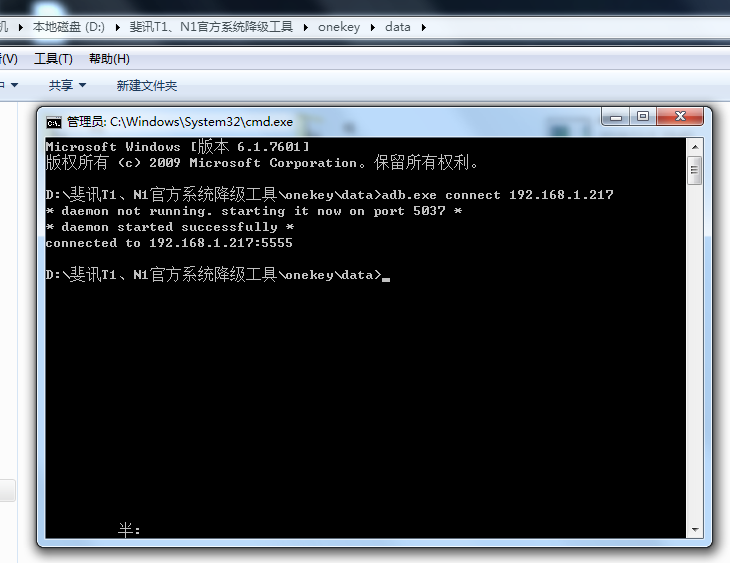 机 ▸ 本地磁盘 (D:) ▸ 斐讯T1、N1官方系统降级工具 ▸ onekey ▸ data ▸
(V) 工具(T) 帮助(H)
中 ▾ 共享 ▾ 新建文件夹
管理员: C:\Windows\System32\cmd.exe
Microsoft Windows [版本 6.1.7601]
版权所有 (c) 2009 Microsoft Corporation。保留所有权利。
D:\斐讯T1、N1官方系统降级工具\onekey\data>adb.exe connect 192.168.1.217
* daemon not running. starting it now on port 5037 *
* daemon started successfully *
connected to 192.168.1.217:5555
D:\斐讯T1、N1官方系统降级工具\onekey\data>
半: